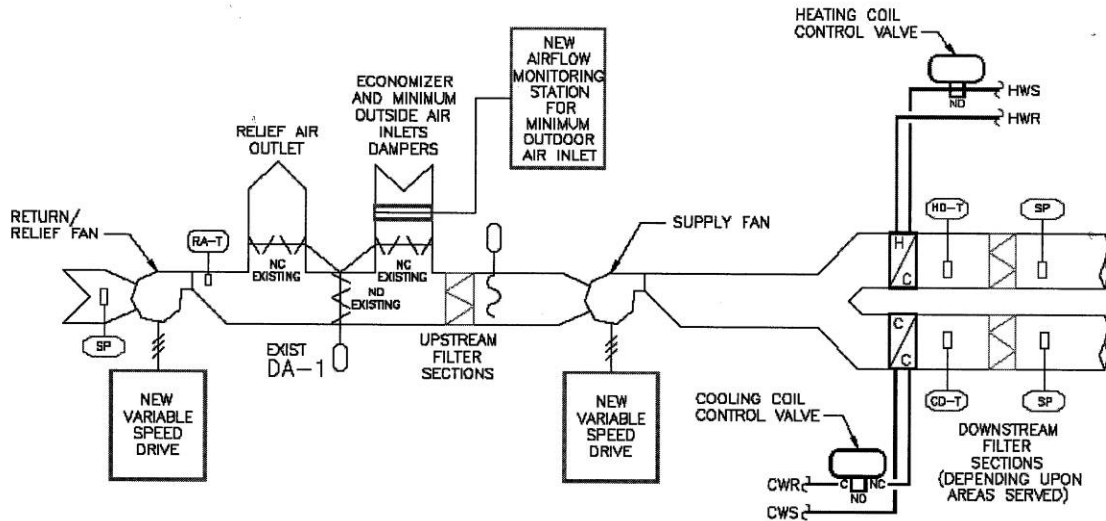 HEATING COIL
CONTROL VALVE
NO
HWS
HWR
NEW
AIRFLOW
MONITORING
STATION
FOR
MINIMUM
OUTDOOR
AIR INLET
ECONOMIZER
AND MINIMUM
OUTSIDE AIR
INLETS
DAMPERS
RELIEF AIR
OUTLET
RETURN/
RELIEF FAN
RA-T
NC
EXISTING
NC
EXISTING
NO
EXISTING
SUPPLY FAN
HD-T
SP
H
C
SP
EXIST
DA-1
UPSTREAM
FILTER
SECTIONS
C
C
CD-T
SP
NEW
VARIABLE
SPEED
DRIVE
NEW
VARIABLE
SPEED
DRIVE
COOLING COIL
CONTROL VALVE
CWR
C
NC
NO
CWS
DOWNSTREAM
FILTER
SECTIONS
(DEPENDING UPON
AREAS SERVED)